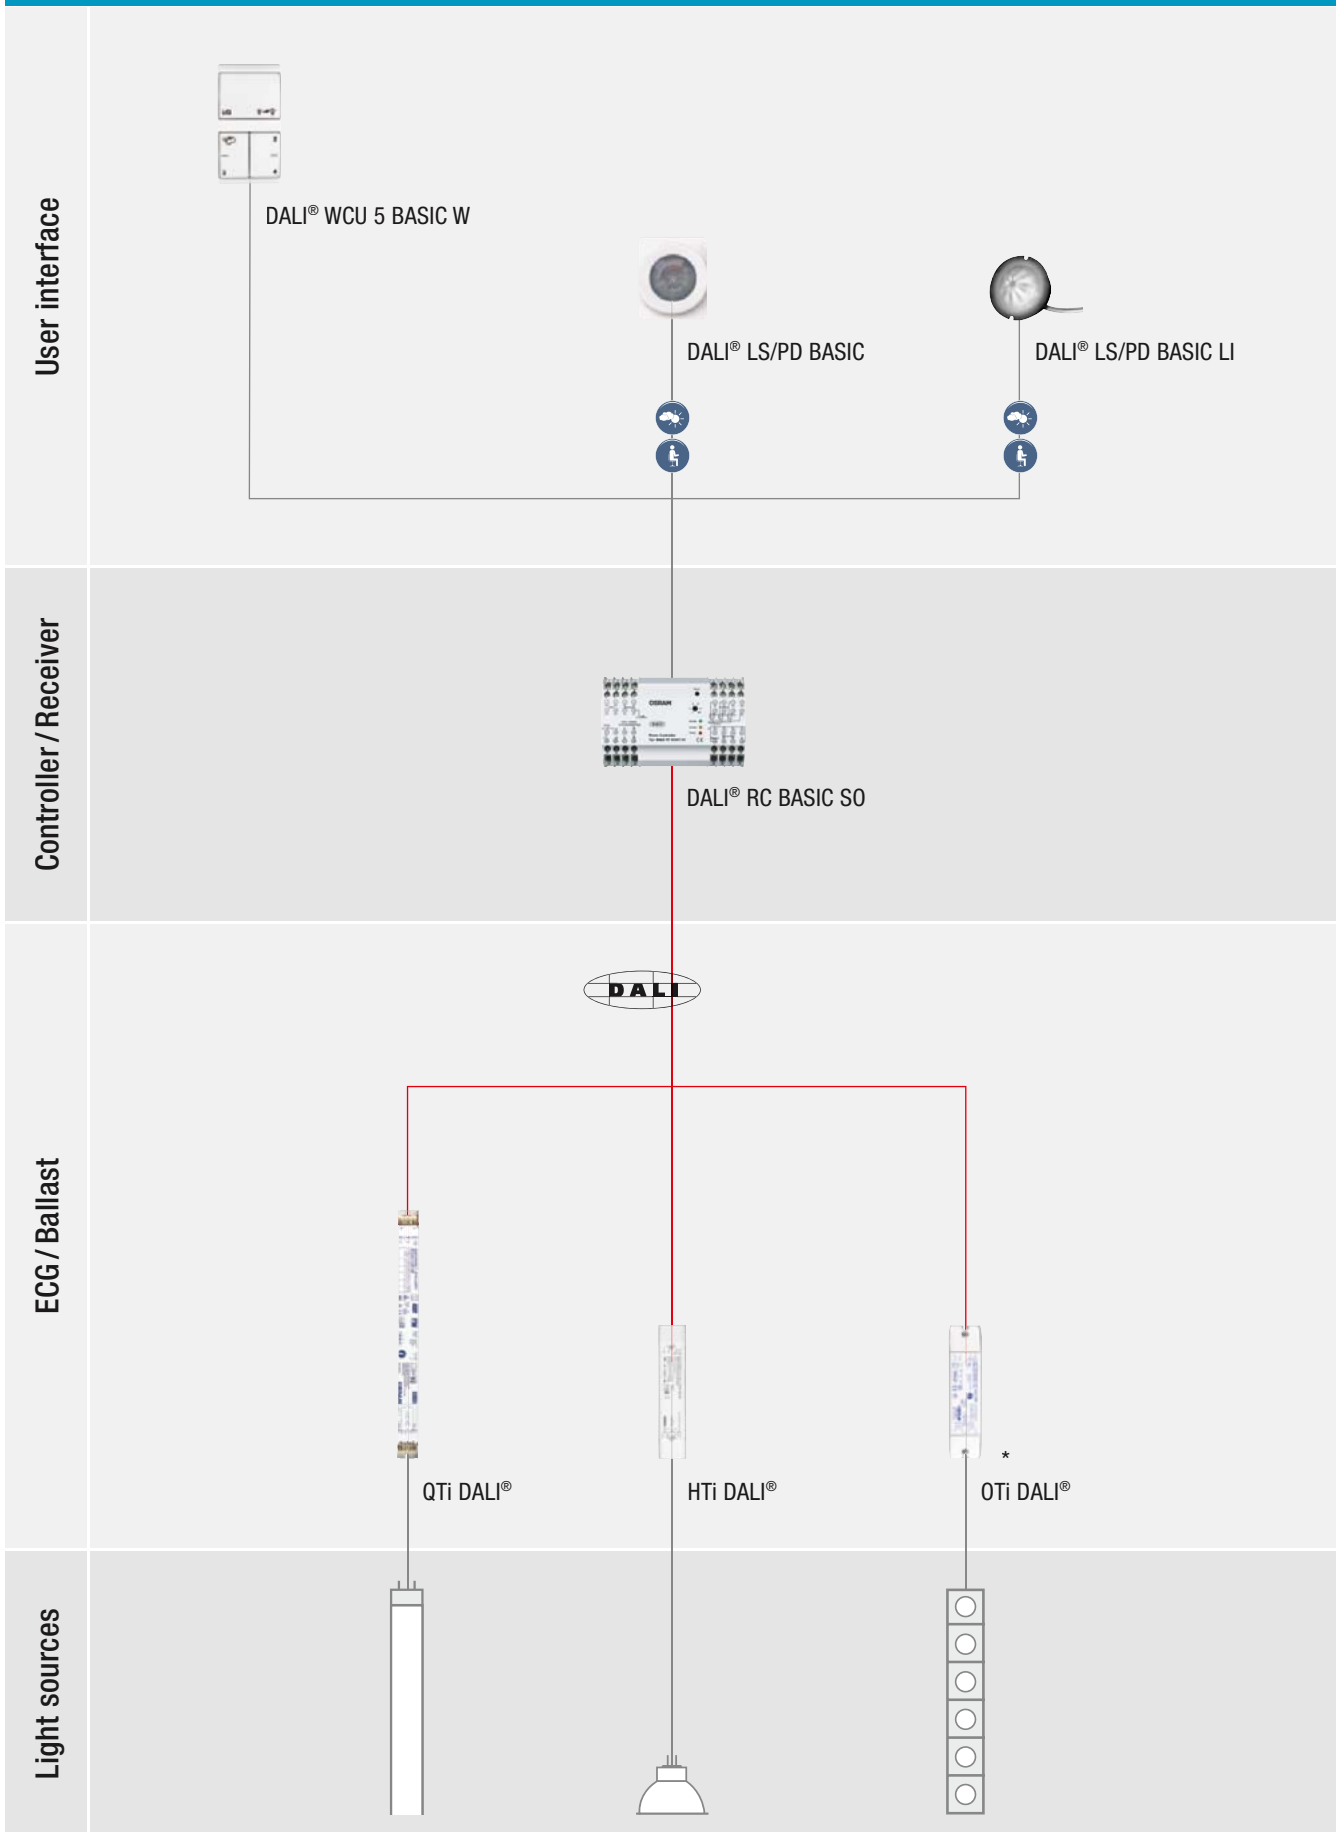 User interface
DALI® WCU 5 BASIC W
DALI® LS/PD BASIC
DALI® LS/PD BASIC LI
Controller / Receiver
OSRAM
DALI® RC BASIC SO
ECG / Ballast
DALI
*
QTi DALI®
HTi DALI®
OTi DALI®
Light sources